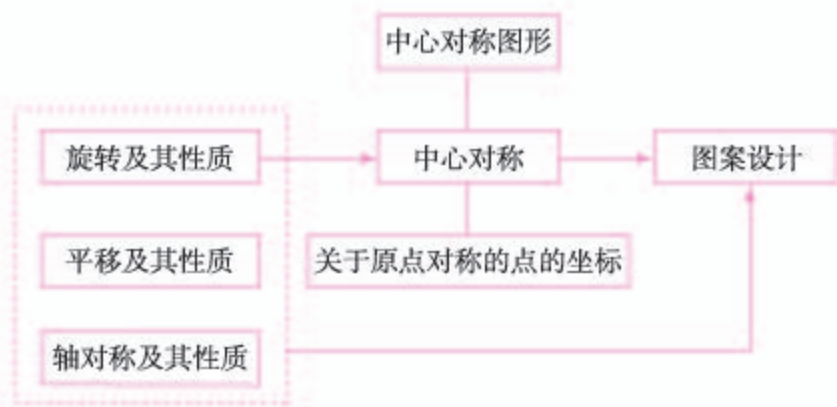 中心对称图形
旋转及其性质
中心对称
图案设计
平移及其性质
关于原点对称的点的坐标
轴对称及其性质